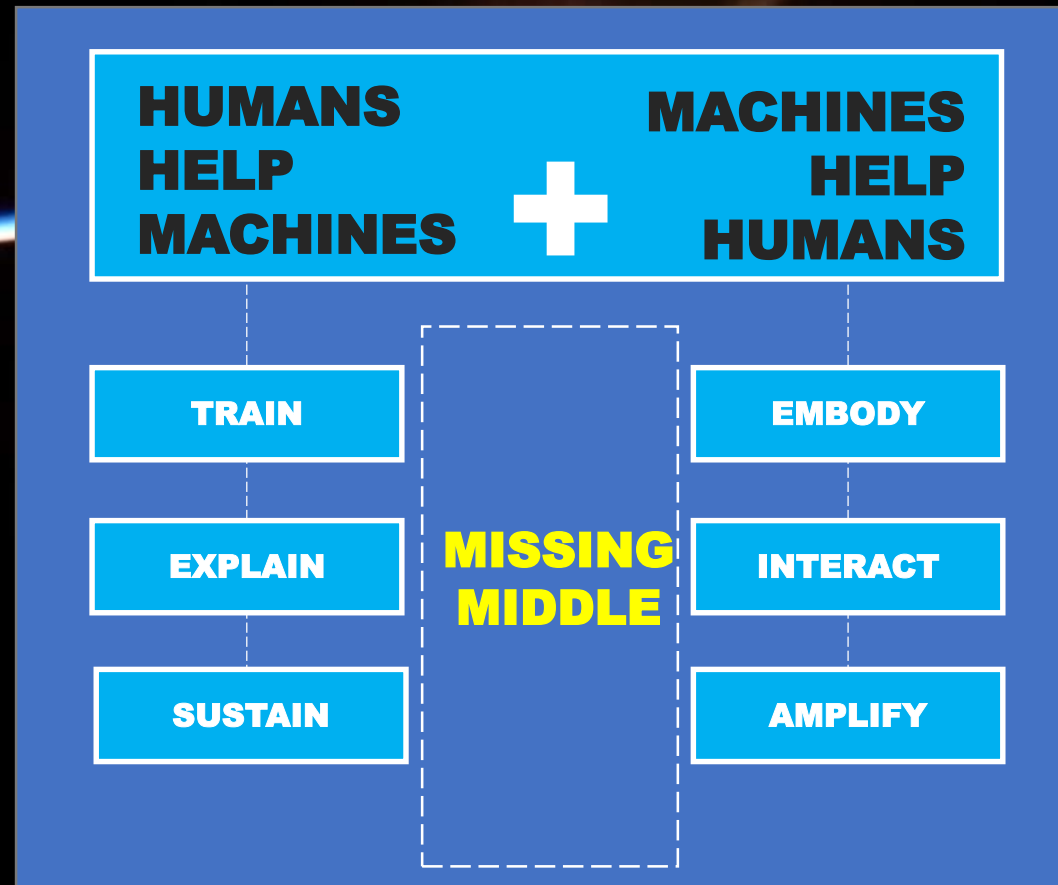 HUMANS
HELP
MACHINES
MACHINES
HELP
HUMANS
TRAIN
EXPLAIN
SUSTAIN
MISSING
MIDDLE
EMBODY
INTERACT
AMPLIFY